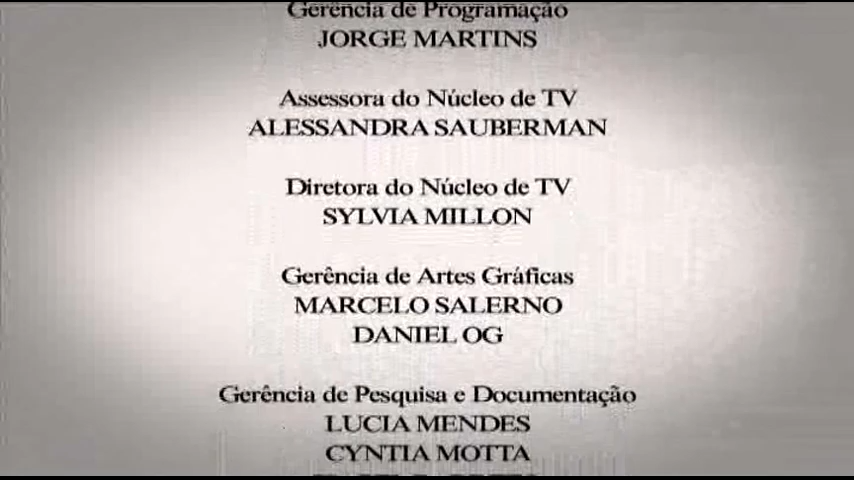 Gerência de Programação
JORGE MARTINS
Assessora do Núcleo de TV
ALESSANDRA SAUBERMAN
Diretora do Núcleo de TV
SYLVIA MILLON
Gerência de Artes Gráficas
MARCELO SALERNO
DANIEL OG
Gerência de Pesquisa e Documentação
LUCIA MENDES
CYNTIA MOTTA